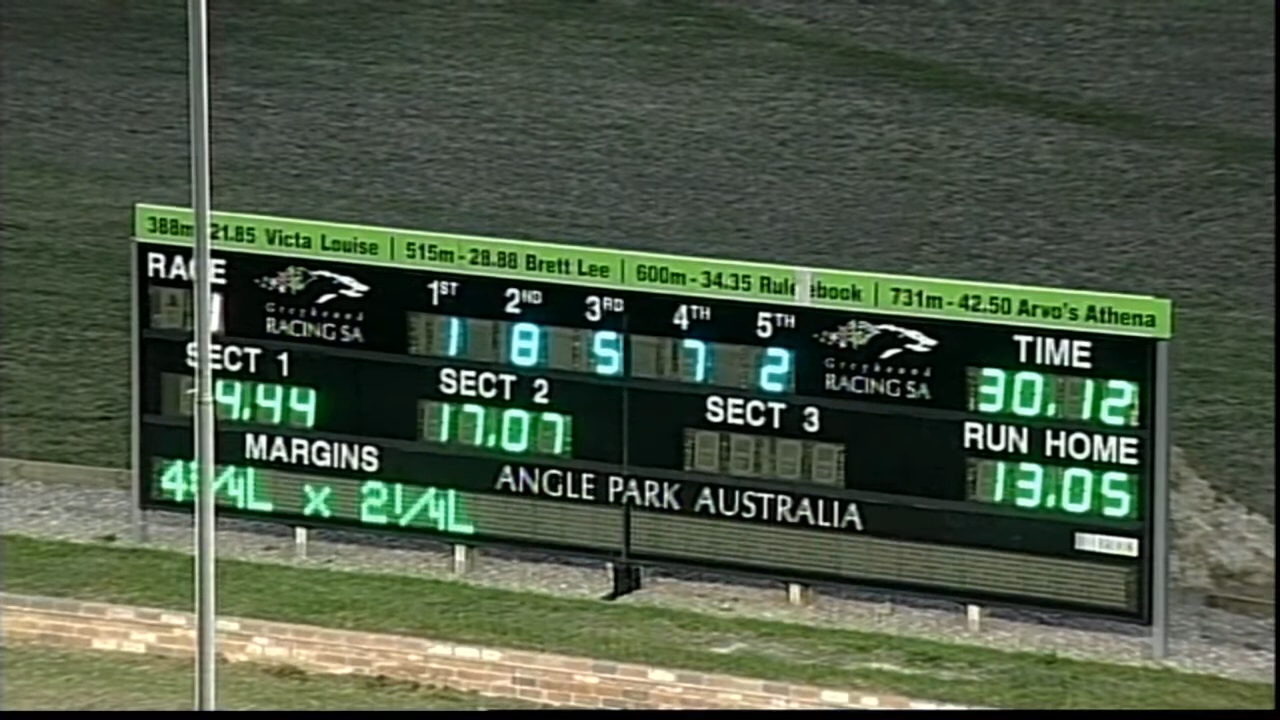 388m - 21.85 Victa Louise | 515m - 28.88 Brett Lee | 600m - 34.35 Rulebook | 731m - 42.50 Arvo's Athena
RACE
Greyhound
RACING SA
1ST 2ND 3RD 4TH 5TH
1 8 5 7 2
Greyhound
RACING SA
TIME
30.12
SECT 1
4.44
SECT 2
17.07
SECT 3
RUN HOME
13.05
MARGINS
ANGLE PARK AUSTRALIA
X 2 1/4L